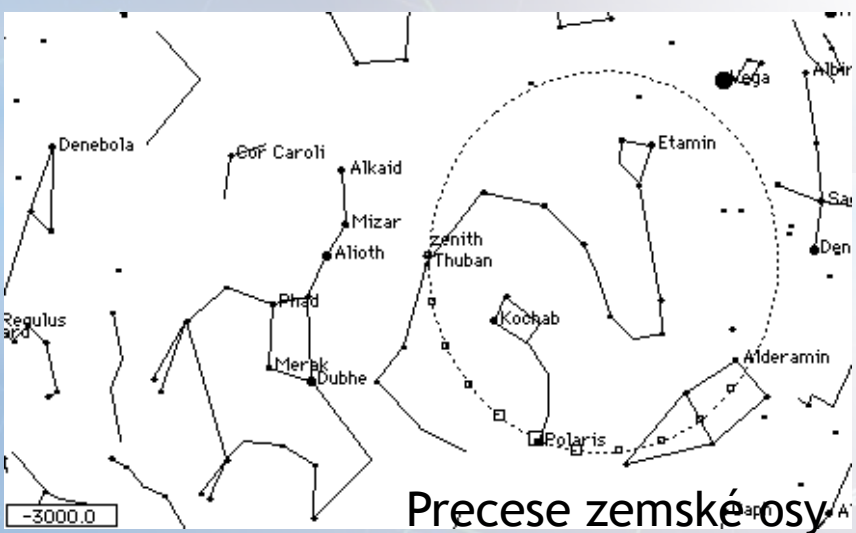 Vega
Albir
Denebola
Cor Caroli
Etamin
Alkaid
Mizar
zenith
Thuban
Alioth
Den
Phad
Kochab
Regulus
Merak
Dubhe
Alderamin
Polaris
-3000.0
Precese zemské osy